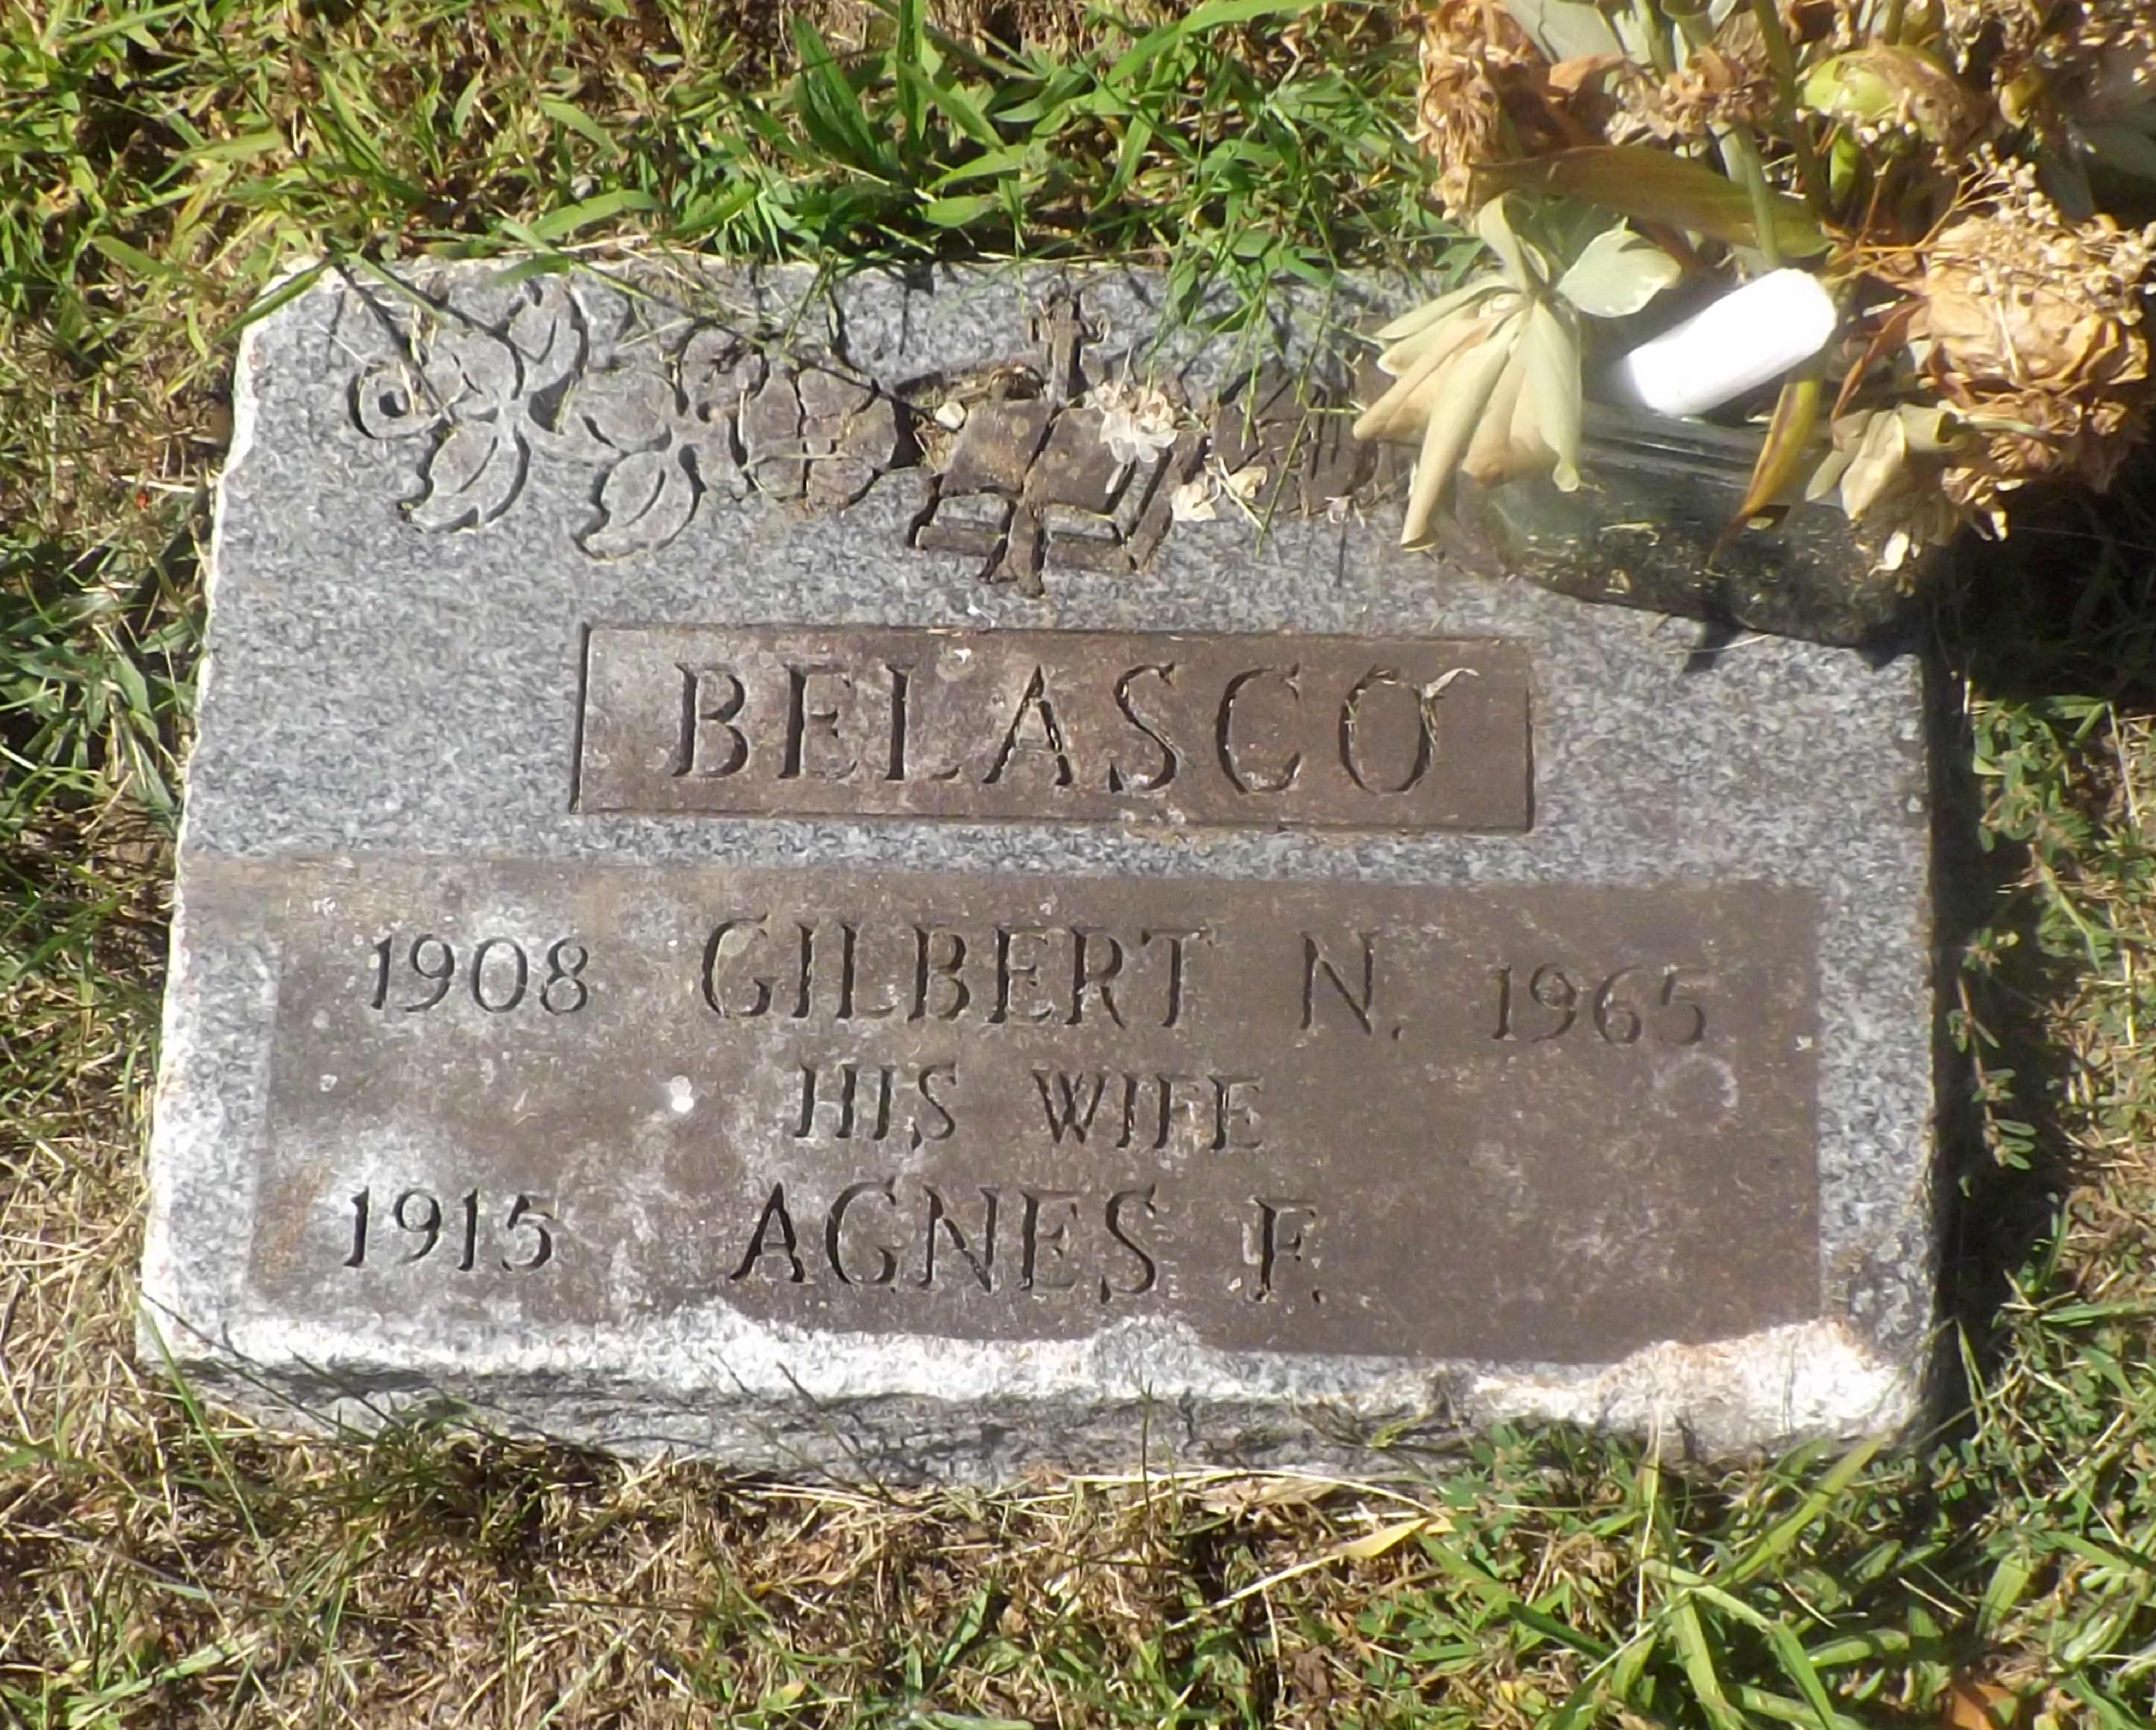 BELASCO
1908 GILBERT N. 1965
HIS WIFE
1915 AGNES F.